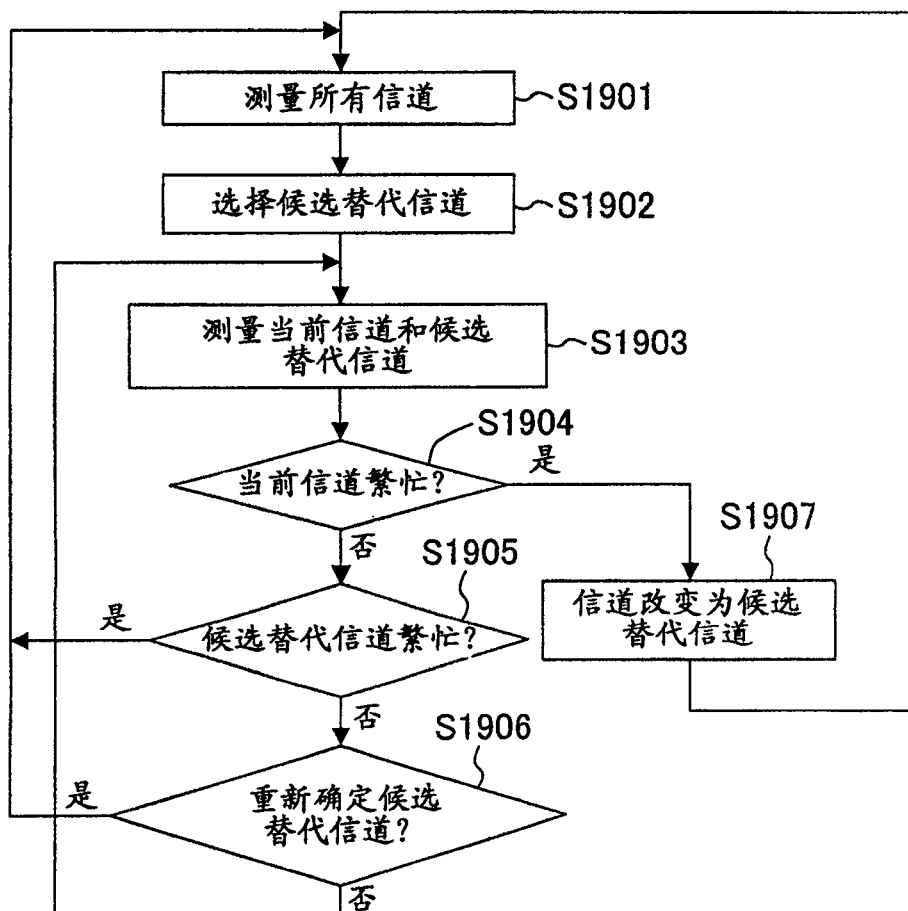 测量所有信道
S1901
选择候选替代信道
S1902
测量当前信道和候选
替代信道
S1903
S1904
当前信道繁忙?
是
否
S1905
S1907
候选替代信道繁忙?
是
信道改变为候选
替代信道
否
S1906
重新确定候选
替代信道?
是
否